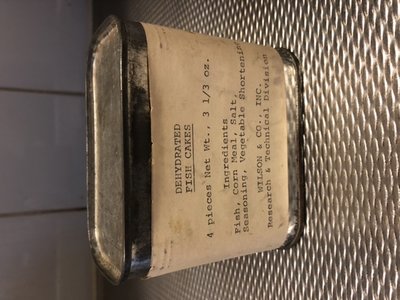 DEHYDRATED
FISH CAKES
4 pieces Net Wt., 3 1/3 oz.
Ingredients
Fish, Corn Meal, Salt,
Seasoning, Vegetable Shortening
WILSON & CO., INC.
Research & Technical Division